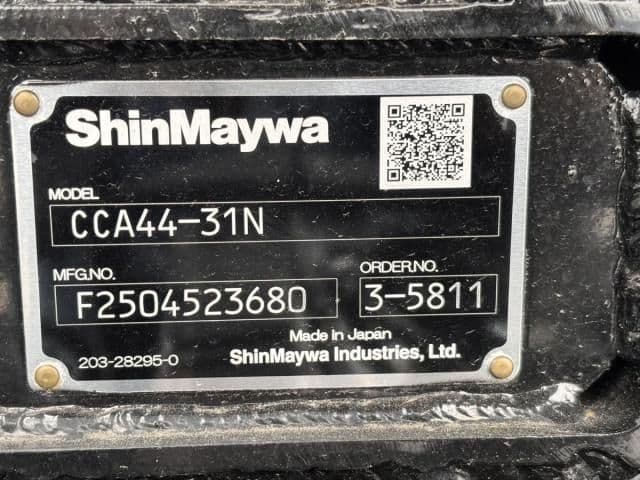 ShinMaywa
MODEL
CCA44-31N
MFG.NO.
F2504523680
ORDER.NO.
3-5811
Made in Japan
203-28295-0
ShinMaywa Industries, Ltd.